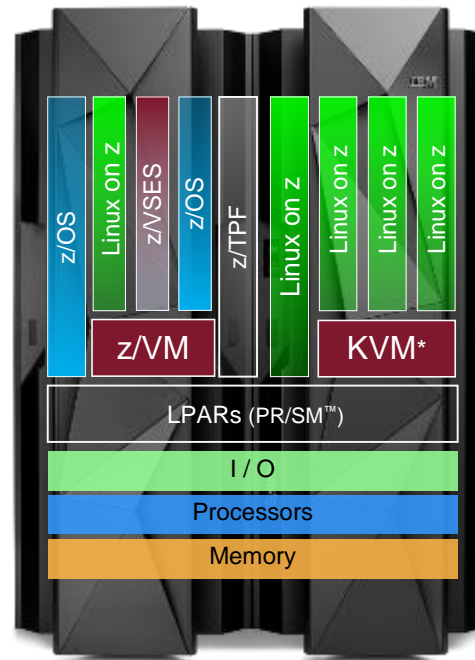 IBM
z/OS
Linux on z
z/VSES
z/OS
z/TPF
Linux on z
Linux on z
Linux on z
Linux on z
z/VM
KVM*
LPARs (PR/SM™)
I / O
Processors
Memory